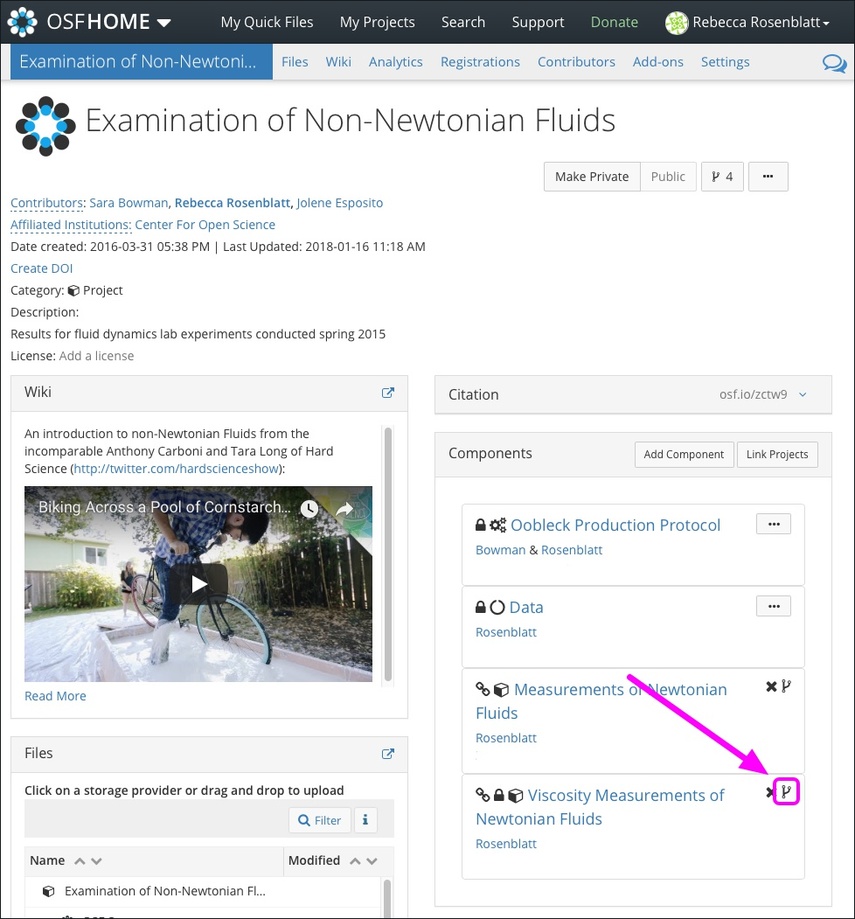 OSFHOME My Quick Files My Projects Search Support Donate Rebecca Rosenblatt
Examination of Non-Newtoni... Files Wiki Analytics Registrations Contributors Add-ons Settings
Examination of Non-Newtonian Fluids
Make Private Public 4 ...
Contributors: Sara Bowman, Rebecca Rosenblatt, Jolene Esposito
Affiliated Institutions: Center For Open Science
Date created: 2016-03-31 05:38 PM | Last Updated: 2018-01-16 11:18 AM
Create DOI
Category: Project
Description:
Results for fluid dynamics lab experiments conducted spring 2015
License: Add a license
Wiki
An introduction to non-Newtonian Fluids from the
incomparable Anthony Carboni and Tara Long of Hard
Science (http://twitter.com/hardscienceshow):
Biking Across a Pool of Cornstarch...
Read More
Files
Click on a storage provider or drag and drop to upload
Filter i
Name Modified
Examination of Non-Newtonian Fl...
Citation osf.io/zctw9
Components Add Component Link Projects
Oobleck Production Protocol ...
Bowman & Rosenblatt
Data ...
Rosenblatt
Measurements of Newtonian
Fluids
Rosenblatt
Viscosity Measurements of
Newtonian Fluids
Rosenblatt